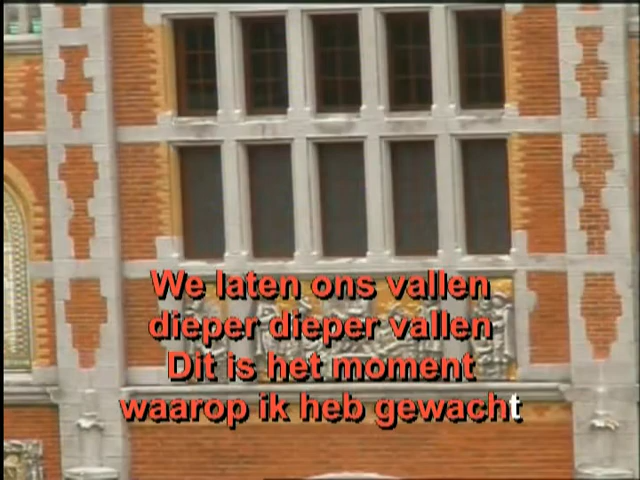 We laten ons vallen
dieper dieper vallen
Dit is het moment
waarop ik heb gewacht